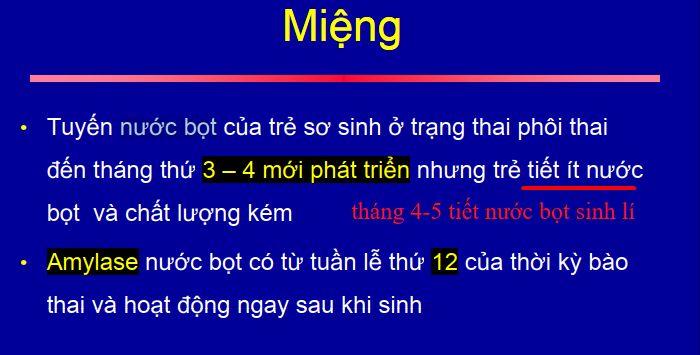 Miệng
• Tuyến nước bọt của trẻ sơ sinh ở trạng thai phôi thai
đến tháng thứ 3 – 4 mới phát triển nhưng trẻ tiết ít nước
bọt và chất lượng kém
tháng 4-5 tiết nước bọt sinh lí
• Amylase nước bọt có từ tuần lễ thứ 12 của thời kỳ bào
thai và hoạt động ngay sau khi sinh